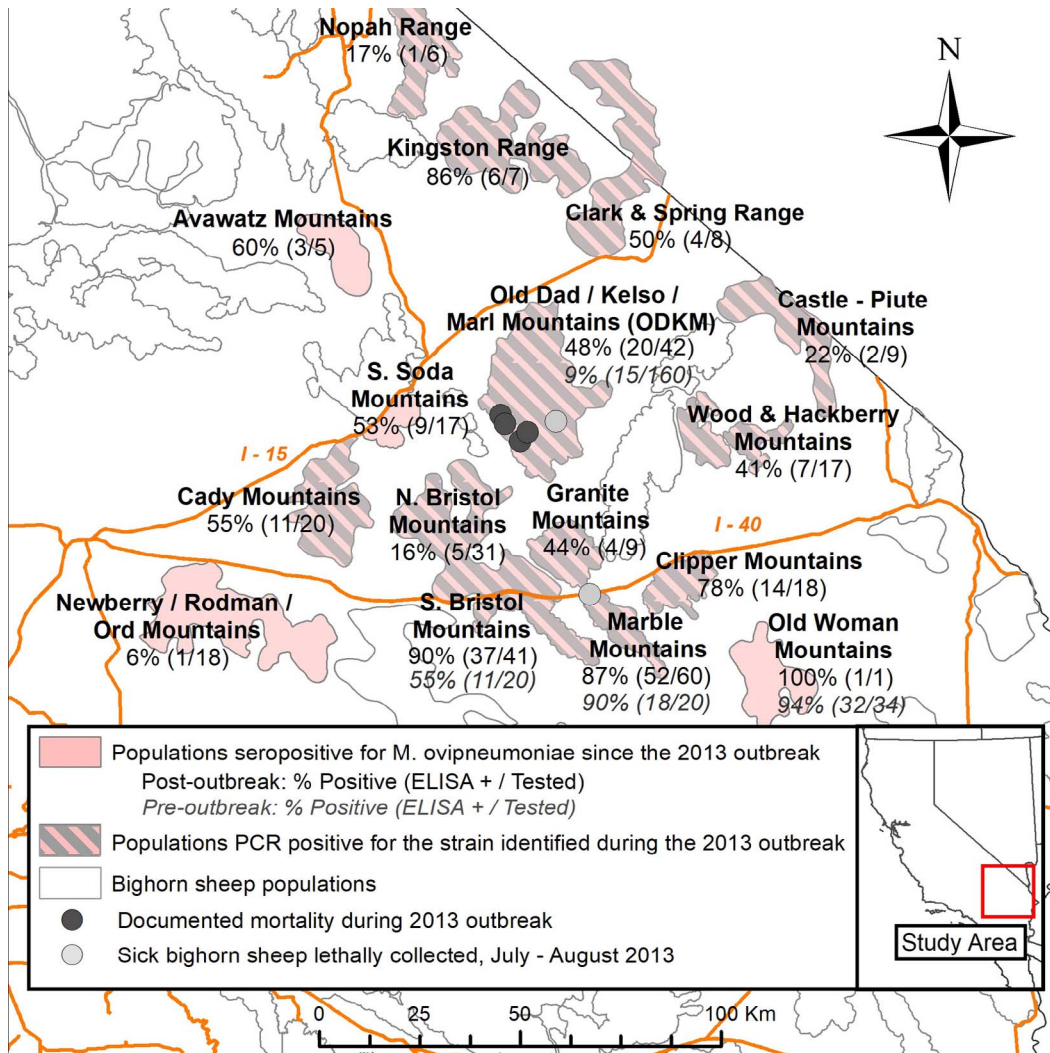 Nopah Range
17% (1/6)
N
Kingston Range
86% (6/7)
Avawatz Mountains
60% (3/5)
Clark & Spring Range
50% (4/8)
Old Dad / Kelso /
Marl Mountains (ODKM)
48% (20/42)
9% (15/160)
Castle - Piute
Mountains
22% (2/9)
S. Soda
Mountains
53% (9/17)
Wood & Hackberry
Mountains
41% (7/17)
I - 15
Cady Mountains
55% (11/20)
N. Bristol
Mountains
16% (5/31)
Granite
Mountains
44% (4/9)
I - 40
Clipper Mountains
78% (14/18)
Newberry / Rodman /
Ord Mountains
6% (1/18)
S. Bristol
Mountains
90% (37/41)
55% (11/20)
Marble
Mountains
87% (52/60)
90% (18/20)
Old Woman
Mountains
100% (1/1)
94% (32/34)
Populations seropositive for M. ovipneumoniae since the 2013 outbreak
Post-outbreak: % Positive (ELISA + / Tested)
Pre-outbreak: % Positive (ELISA + / Tested)
Populations PCR positive for the strain identified during the 2013 outbreak
Bighorn sheep populations
Documented mortality during 2013 outbreak
Sick bighorn sheep lethally collected, July - August 2013
Study Area
0 25 50 100 Km